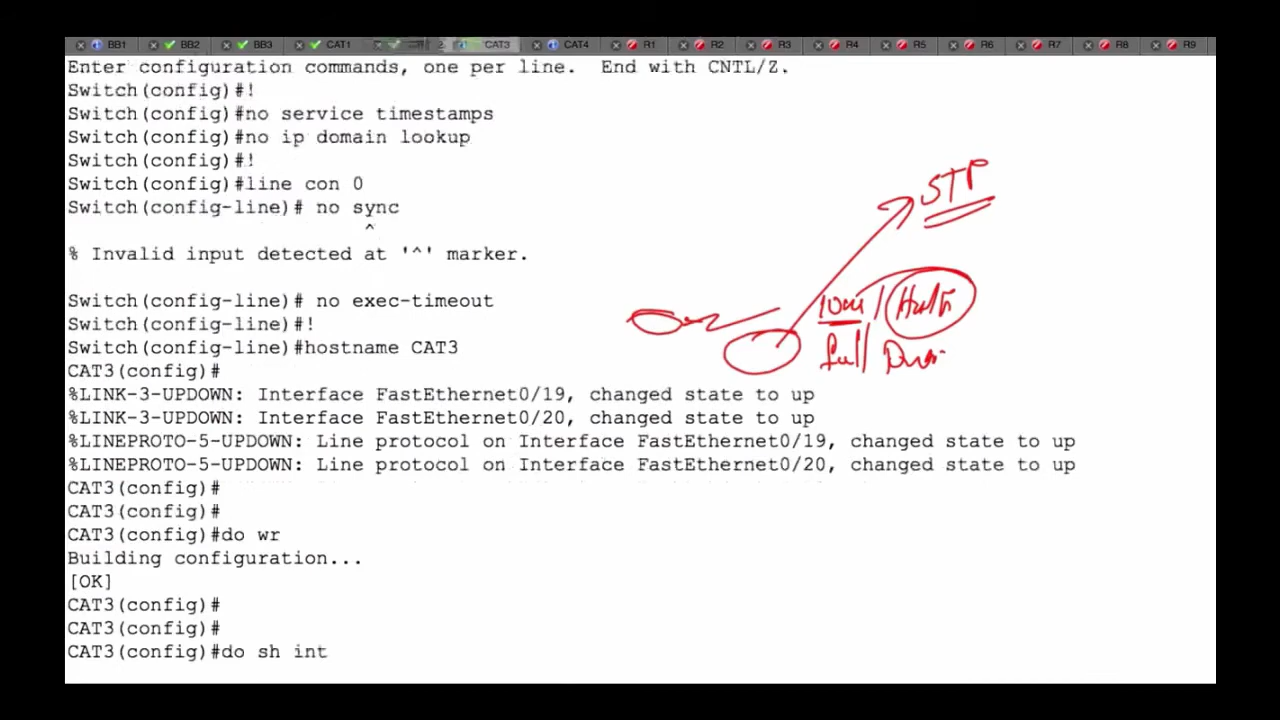 BB1 BB2 BB3 CAT1 2 CAT3 CAT4 R1 R2 R3 R4 R5 R6 R7 R8 R9
Enter configuration commands, one per line.  End with CNTL/Z.
Switch(config)#!
Switch(config)#no service timestamps
Switch(config)#no ip domain lookup
Switch(config)#!
Switch(config)#line con 0
Switch(config-line)# no sync
^
% Invalid input detected at '^' marker.
Switch(config-line)# no exec-timeout
Switch(config-line)#!
Switch(config-line)#hostname CAT3
CAT3(config)#
%LINK-3-UPDOWN: Interface FastEthernet0/19, changed state to up
%LINK-3-UPDOWN: Interface FastEthernet0/20, changed state to up
%LINEPROTO-5-UPDOWN: Line protocol on Interface FastEthernet0/19, changed state to up
%LINEPROTO-5-UPDOWN: Line protocol on Interface FastEthernet0/20, changed state to up
CAT3(config)#
CAT3(config)#
CAT3(config)#do wr
Building configuration...
[OK]
CAT3(config)#
CAT3(config)#
CAT3(config)#do sh int
STP
full